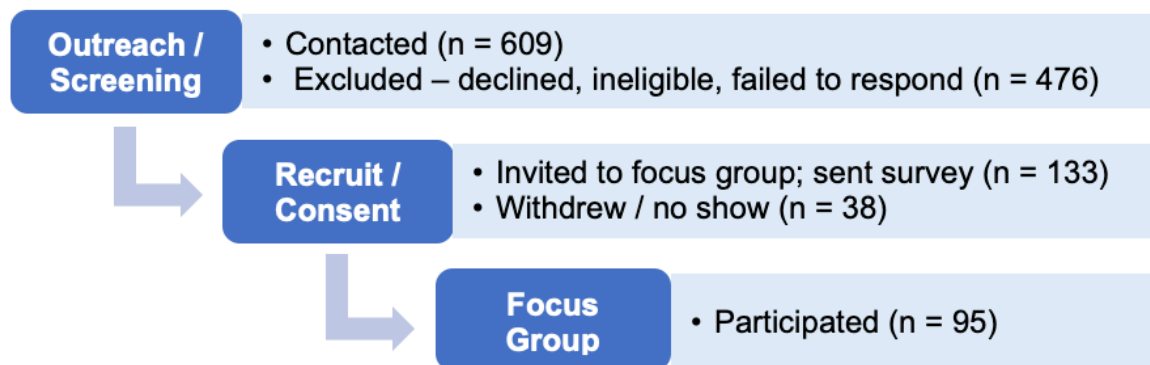 Outreach /
Screening
• Contacted (n = 609)
• Excluded – declined, ineligible, failed to respond (n = 476)
Recruit /
Consent
• Invited to focus group; sent survey (n = 133)
• Withdrew / no show (n = 38)
Focus
Group
• Participated (n = 95)